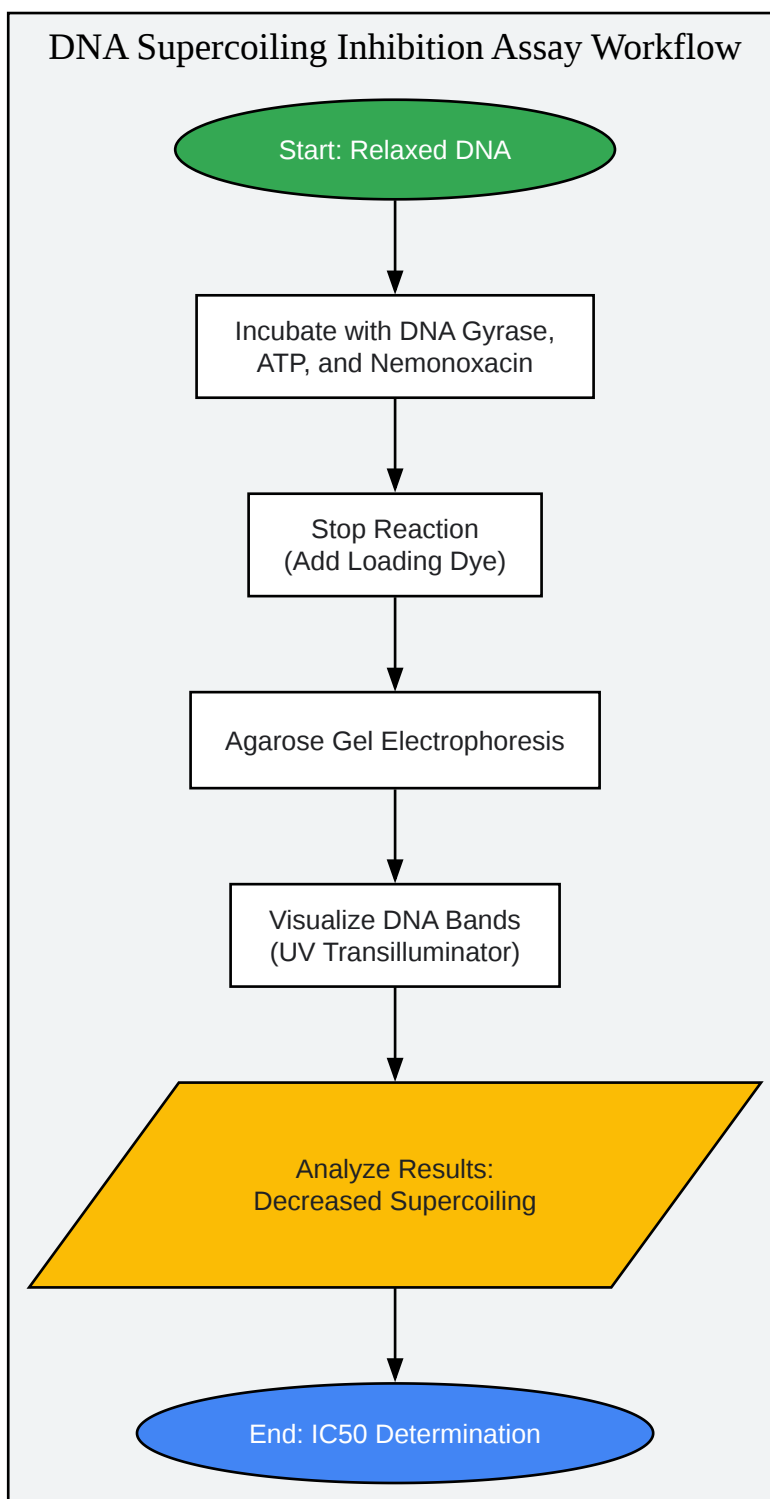 DNA Supercoiling Inhibition Assay Workflow
Start: Relaxed DNA
Incubate with DNA Gyrase,
ATP, and Nemonoxacin
Stop Reaction
(Add Loading Dye)
Agarose Gel Electrophoresis
Visualize DNA Bands
(UV Transilluminator)
Analyze Results:
Decreased Supercoiling
End: IC50 Determination